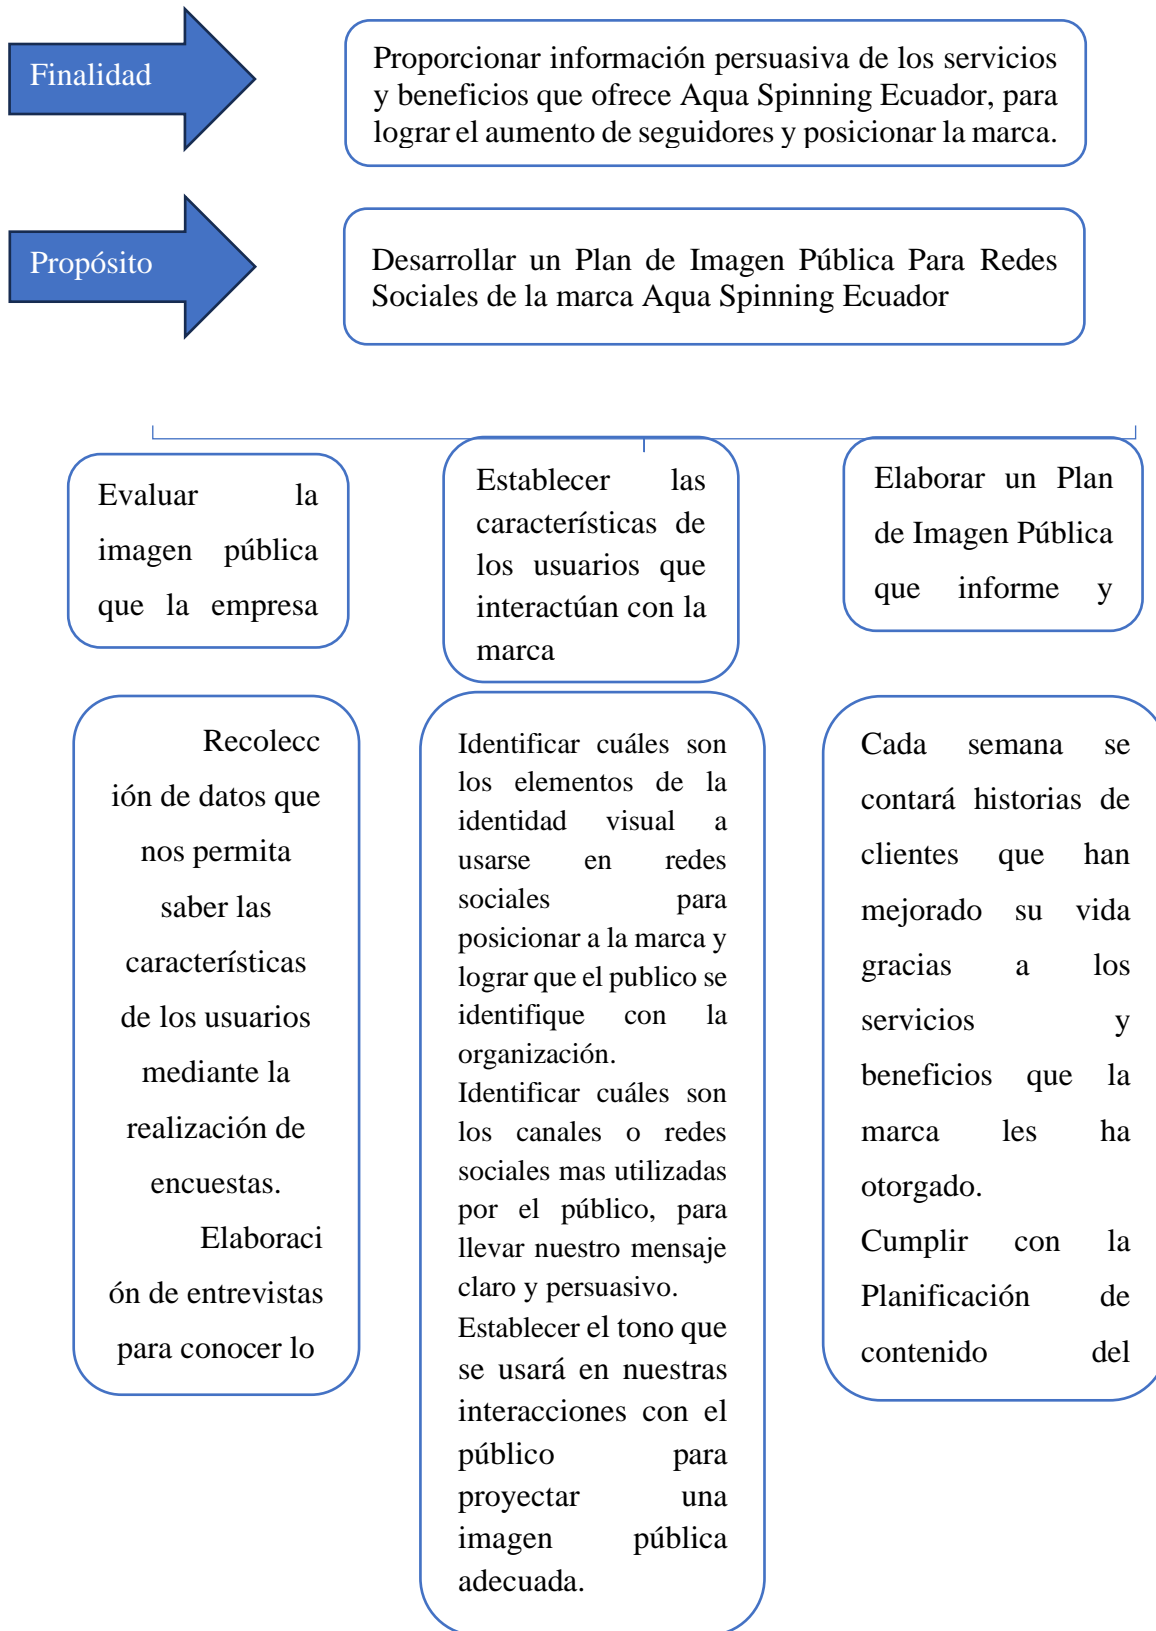 Finalidad
Proporcionar información persuasiva de los servicios
y beneficios que ofrece Aqua Spinning Ecuador, para
lograr el aumento de seguidores y posicionar la marca.
Propósito
Desarrollar un Plan de Imagen Pública Para Redes
Sociales de la marca Aqua Spinning Ecuador
Evaluar la
imagen pública
que la empresa
Establecer las
características de
los usuarios que
interactúan con la
marca
Elaborar un Plan
de Imagen Pública
que informe y
Recolecc
ión de datos que
nos permita
saber las
características
de los usuarios
mediante la
realización de
encuestas.
Elaboraci
ón de entrevistas
para conocer lo
Identificar cuáles son
los elementos de la
identidad visual a
usarse en redes
sociales para
posicionar a la marca y
lograr que el publico se
identifique con la
organización.
Identificar cuáles son
los canales o redes
sociales mas utilizadas
por el público, para
llevar nuestro mensaje
claro y persuasivo.
Establecer el tono que
se usará en nuestras
interacciones con el
público para
proyectar una
imagen pública
adecuada.
Cada semana se
contará historias de
clientes que han
mejorado su vida
gracias a los
servicios y
beneficios que la
marca les ha
otorgado.
Cumplir con la
Planificación de
contenido del